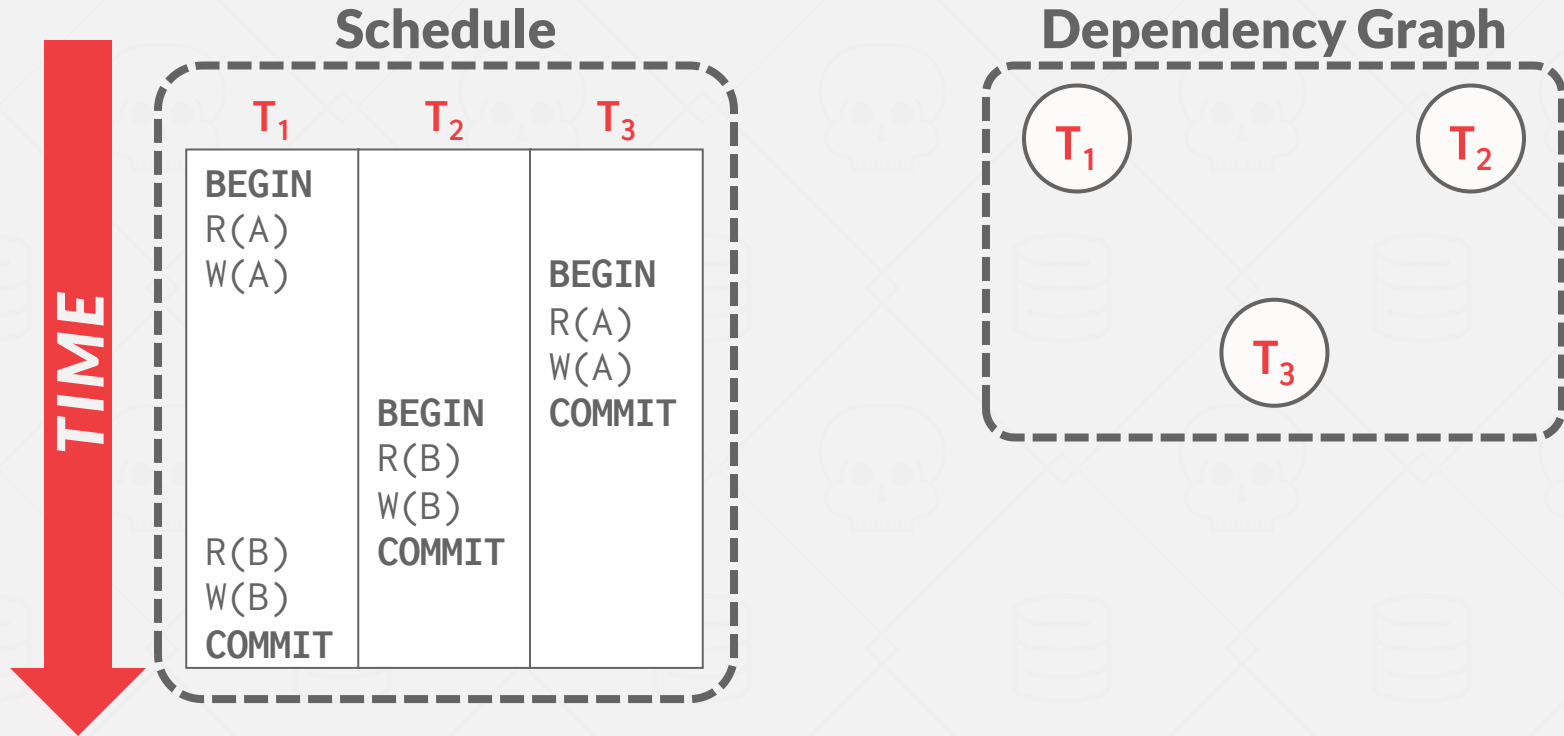 Schedule
Dependency Graph
TIME
T₁ T₂ T₃
BEGIN
R(A)
W(A) BEGIN
R(A)
W(A)
BEGIN COMMIT
R(B)
W(B)
R(B) COMMIT
W(B)
COMMIT
T₁ T₂
T₃